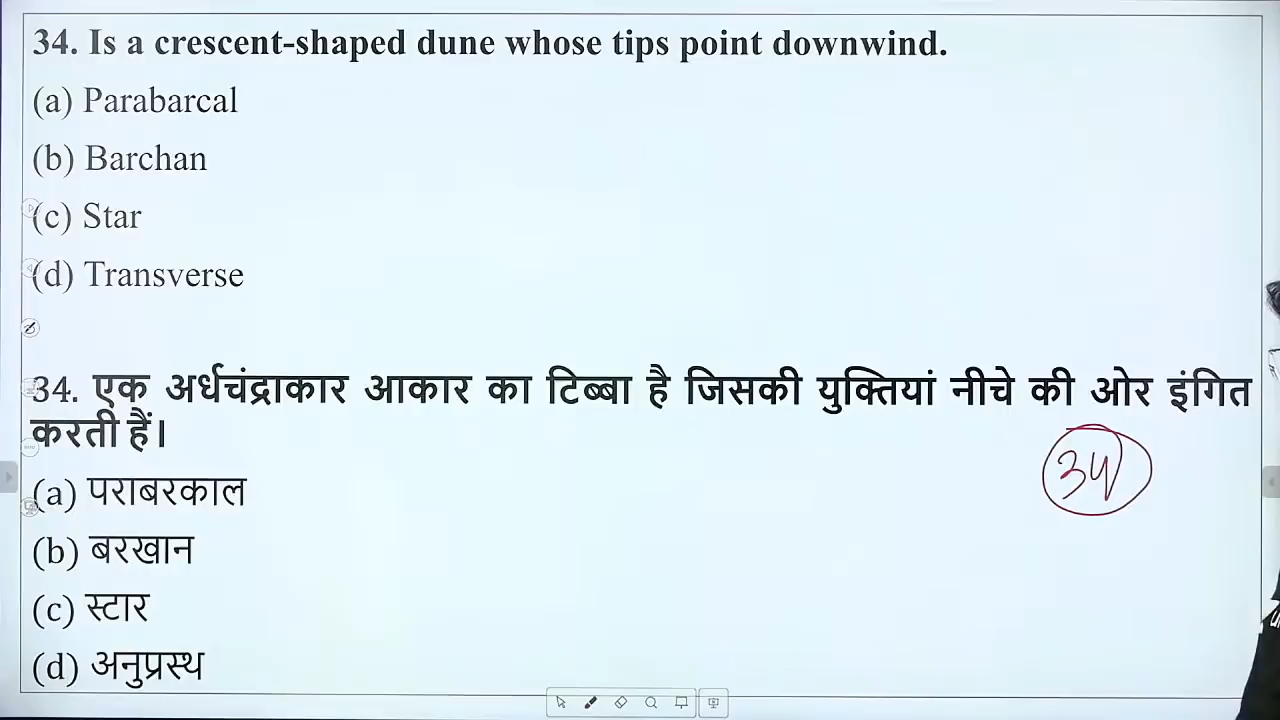 34. Is a crescent-shaped dune whose tips point downwind.
(a) Parabarcal
(b) Barchan
(c) Star
(d) Transverse
34. एक अर्धचंद्राकार आकार का टिब्बा है जिसकी युक्तियां नीचे की ओर इंगित
करती हैं।
34
(a) पराबरकाल
(b) बरखान
(c) स्टार
(d) अनुप्रस्थ